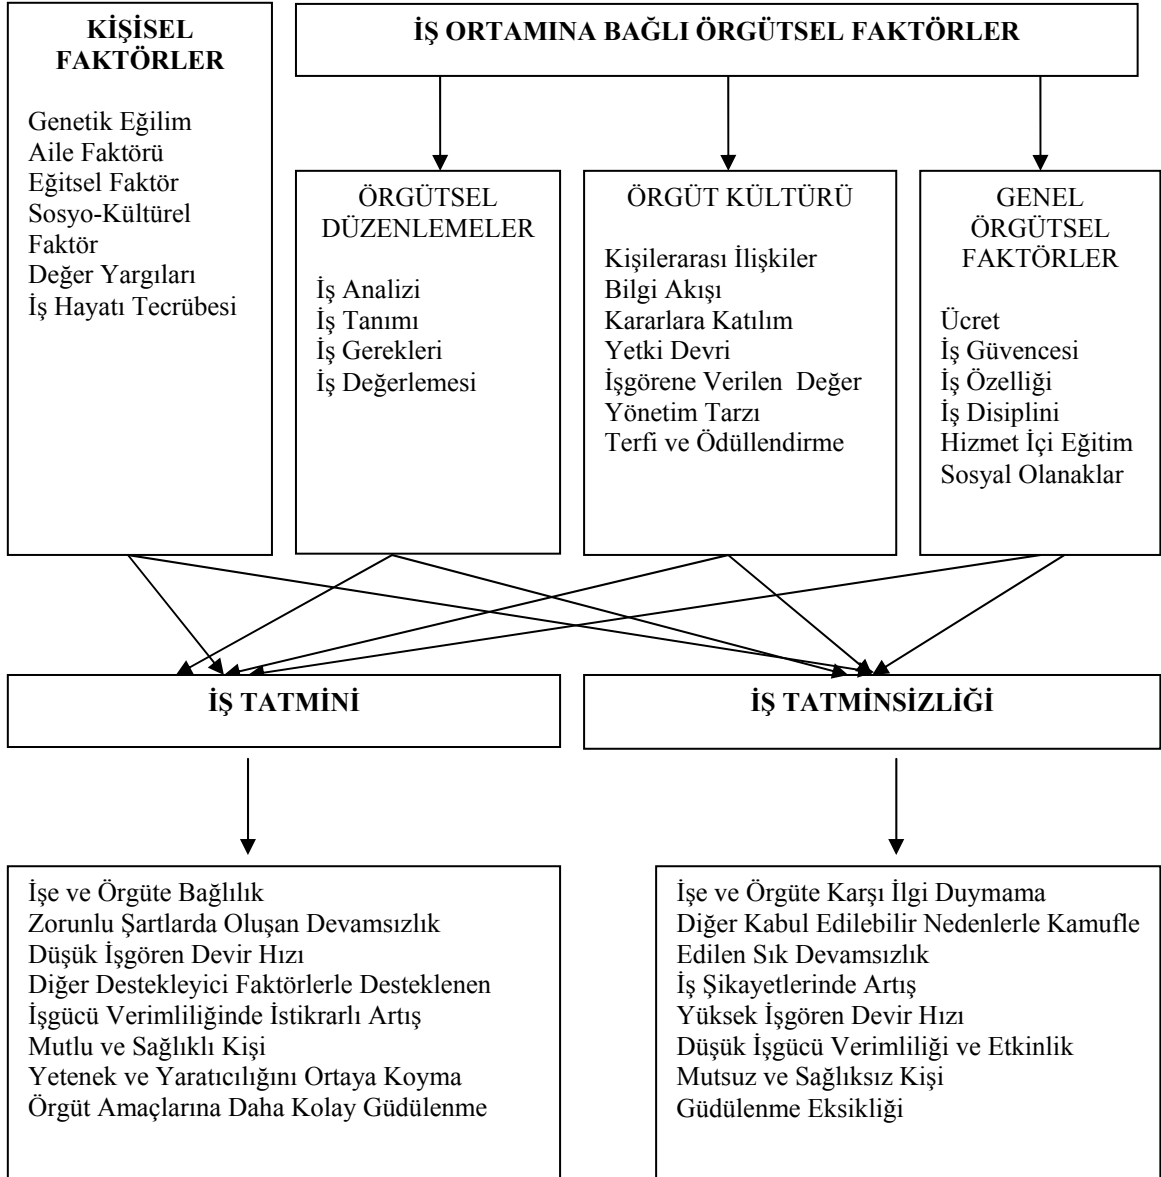 KİŞİSEL
FAKTÖRLER
Genetik Eğilim
Aile Faktörü
Eğitsel Faktör
Sosyo-Kültürel
Faktör
Değer Yargıları
İş Hayatı Tecrübesi
İŞ ORTAMINA BAĞLI ÖRGÜTSEL FAKTÖRLER
ÖRGÜTSEL
DÜZENLEMELER
İş Analizi
İş Tanımı
İş Gerekleri
İş Değerlemesi
ÖRGÜT KÜLTÜRÜ
Kişilerarası İlişkiler
Bilgi Akışı
Kararlara Katılım
Yetki Devri
İşgörene Verilen  Değer
Yönetim Tarzı
Terfi ve Ödüllendirme
GENEL
ÖRGÜTSEL
FAKTÖRLER
Ücret
İş Güvencesi
İş Özelliği
İş Disiplini
Hizmet İçi Eğitim
Sosyal Olanaklar
İŞ TATMİNİ
İŞ TATMİNSİZLİĞİ
İşe ve Örgüte Bağlılık
Zorunlu Şartlarda Oluşan Devamsızlık
Düşük İşgören Devir Hızı
Diğer Destekleyici Faktörlerle Desteklenen
İşgücü Verimliliğinde İstikrarlı Artış
Mutlu ve Sağlıklı Kişi
Yetenek ve Yaratıcılığını Ortaya Koyma
Örgüt Amaçlarına Daha Kolay Güdülenme
İşe ve Örgüte Karşı İlgi Duymama
Diğer Kabul Edilebilir Nedenlerle Kamufle
Edilen Sık Devamsızlık
İş Şikayetlerinde Artış
Yüksek İşgören Devir Hızı
Düşük İşgücü Verimliliği ve Etkinlik
Mutsuz ve Sağlıksız Kişi
Güdülenme Eksikliği